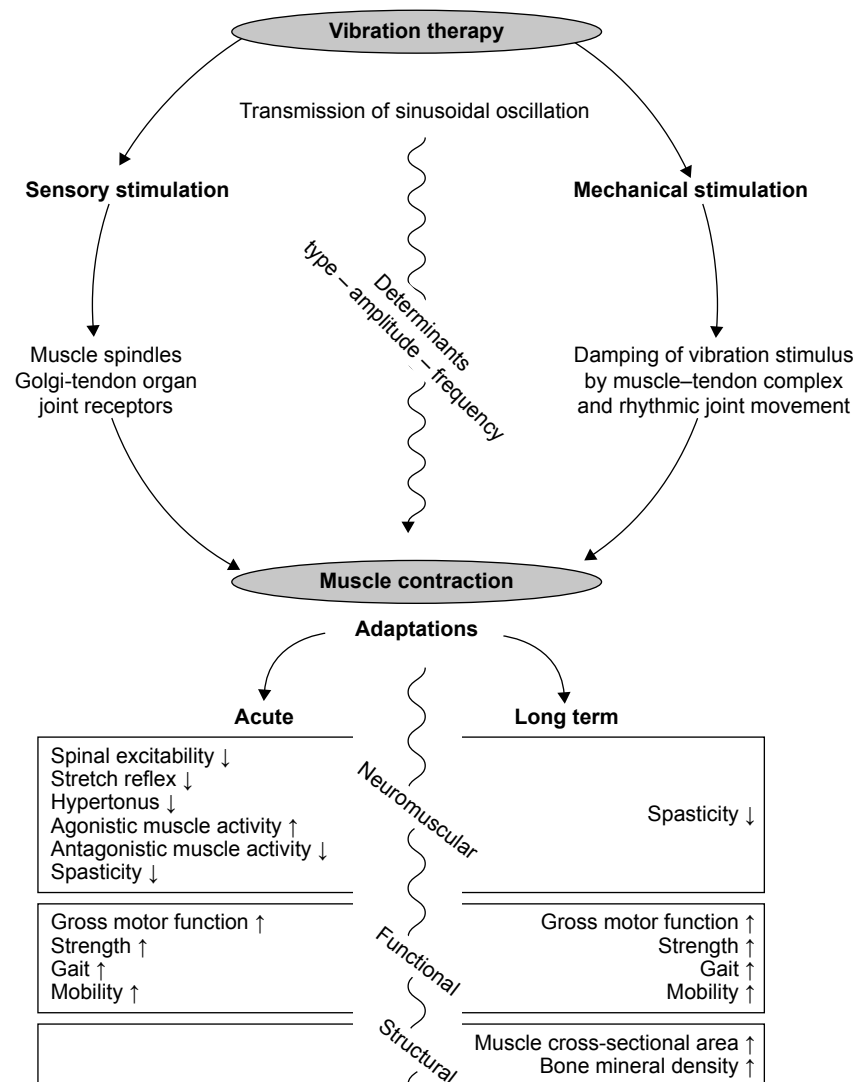 Vibration therapy
Transmission of sinusoidal oscillation
Sensory stimulation
Mechanical stimulation
Determinants
type – amplitude – frequency
Muscle spindles
Golgi-tendon organ
joint receptors
Damping of vibration stimulus
by muscle–tendon complex
and rhythmic joint movement
Muscle contraction
Adaptations
Acute
Long term
Spinal excitability ↓
Stretch reflex ↓
Hypertonus ↓
Agonistic muscle activity ↑
Antagonistic muscle activity ↓
Spasticity ↓
Neuromuscular
Spasticity ↓
Gross motor function ↑
Strength ↑
Gait ↑
Mobility ↑
Functional
Gross motor function ↑
Strength ↑
Gait ↑
Mobility ↑
Structural
Muscle cross-sectional area ↑
Bone mineral density ↑